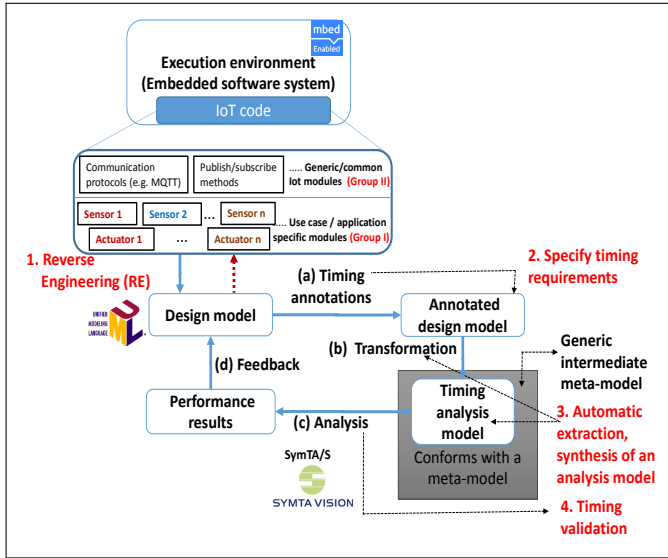 mbed
Enabled
Execution environment
(Embedded software system)
IoT code
Communication
protocols (e.g. MQTT)
Publish/subscribe
methods
..... Generic/common
Iot modules (Group II)
Sensor 1
Sensor 2
...
Sensor n
Actuator 1
...
Actuator n
....Use case / application
specific modules (Group I)
1. Reverse
Engineering (RE)
2. Specify timing
requirements
(a) Timing
annotations
UNIFIED
MODELING
LANGUAGE
UML
Design model
Annotated
design model
(b) Transformation
Generic
intermediate
meta-model
(d) Feedback
Performance
results
Timing
analysis
model
Conforms with a
meta-model
3. Automatic
extraction,
synthesis of an
analysis model
(c) Analysis
SymTA/S
SYMTA VISION
4. Timing
validation